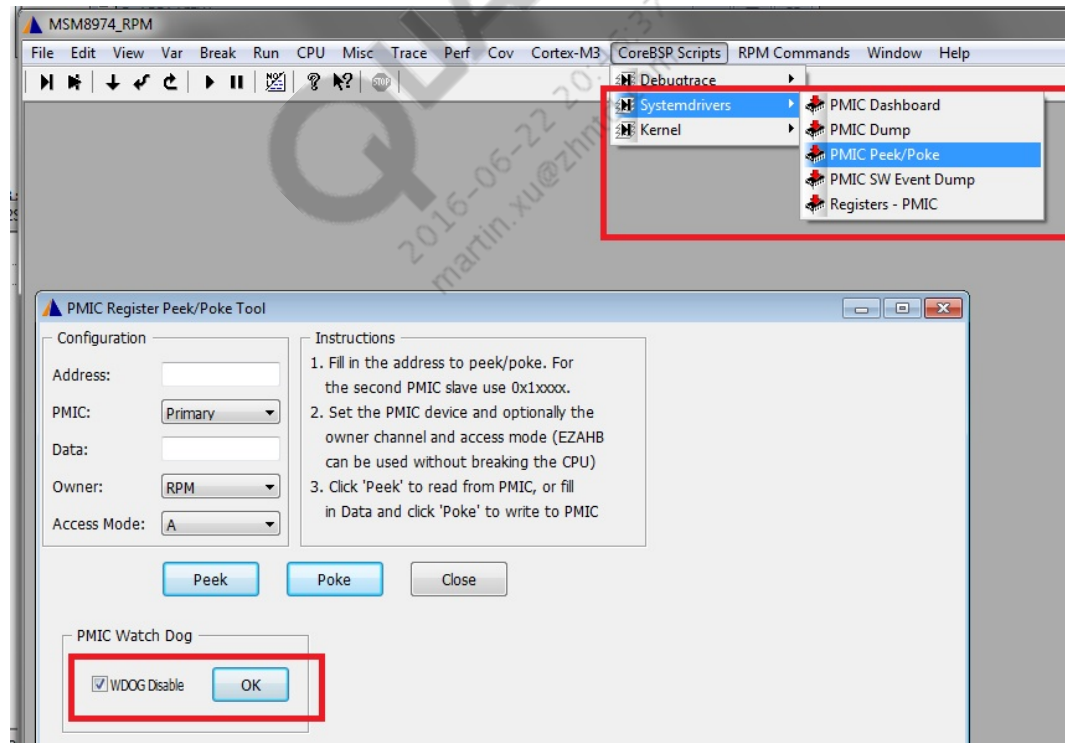 MSM8974_RPM
File Edit View Var Break Run CPU Misc Trace Perf Cov Cortex-M3 CoreBSP Scripts RPM Commands Window Help
Debugtrace
Systemdrivers
Kernel
PMIC Dashboard
PMIC Dump
PMIC Peek/Poke
PMIC SW Event Dump
Registers - PMIC
2016-06-22 20:
martin.xu@zhnt
PMIC Register Peek/Poke Tool
Configuration
Address:
PMIC: Primary
Data:
Owner: RPM
Access Mode: A
Instructions
1. Fill in the address to peek/poke. For
the second PMIC slave use 0x1xxxx.
2. Set the PMIC device and optionally the
owner channel and access mode (EZAHB
can be used without breaking the CPU)
3. Click 'Peek' to read from PMIC, or fill
in Data and click 'Poke' to write to PMIC
Peek Poke Close
PMIC Watch Dog
WDOG Disable OK